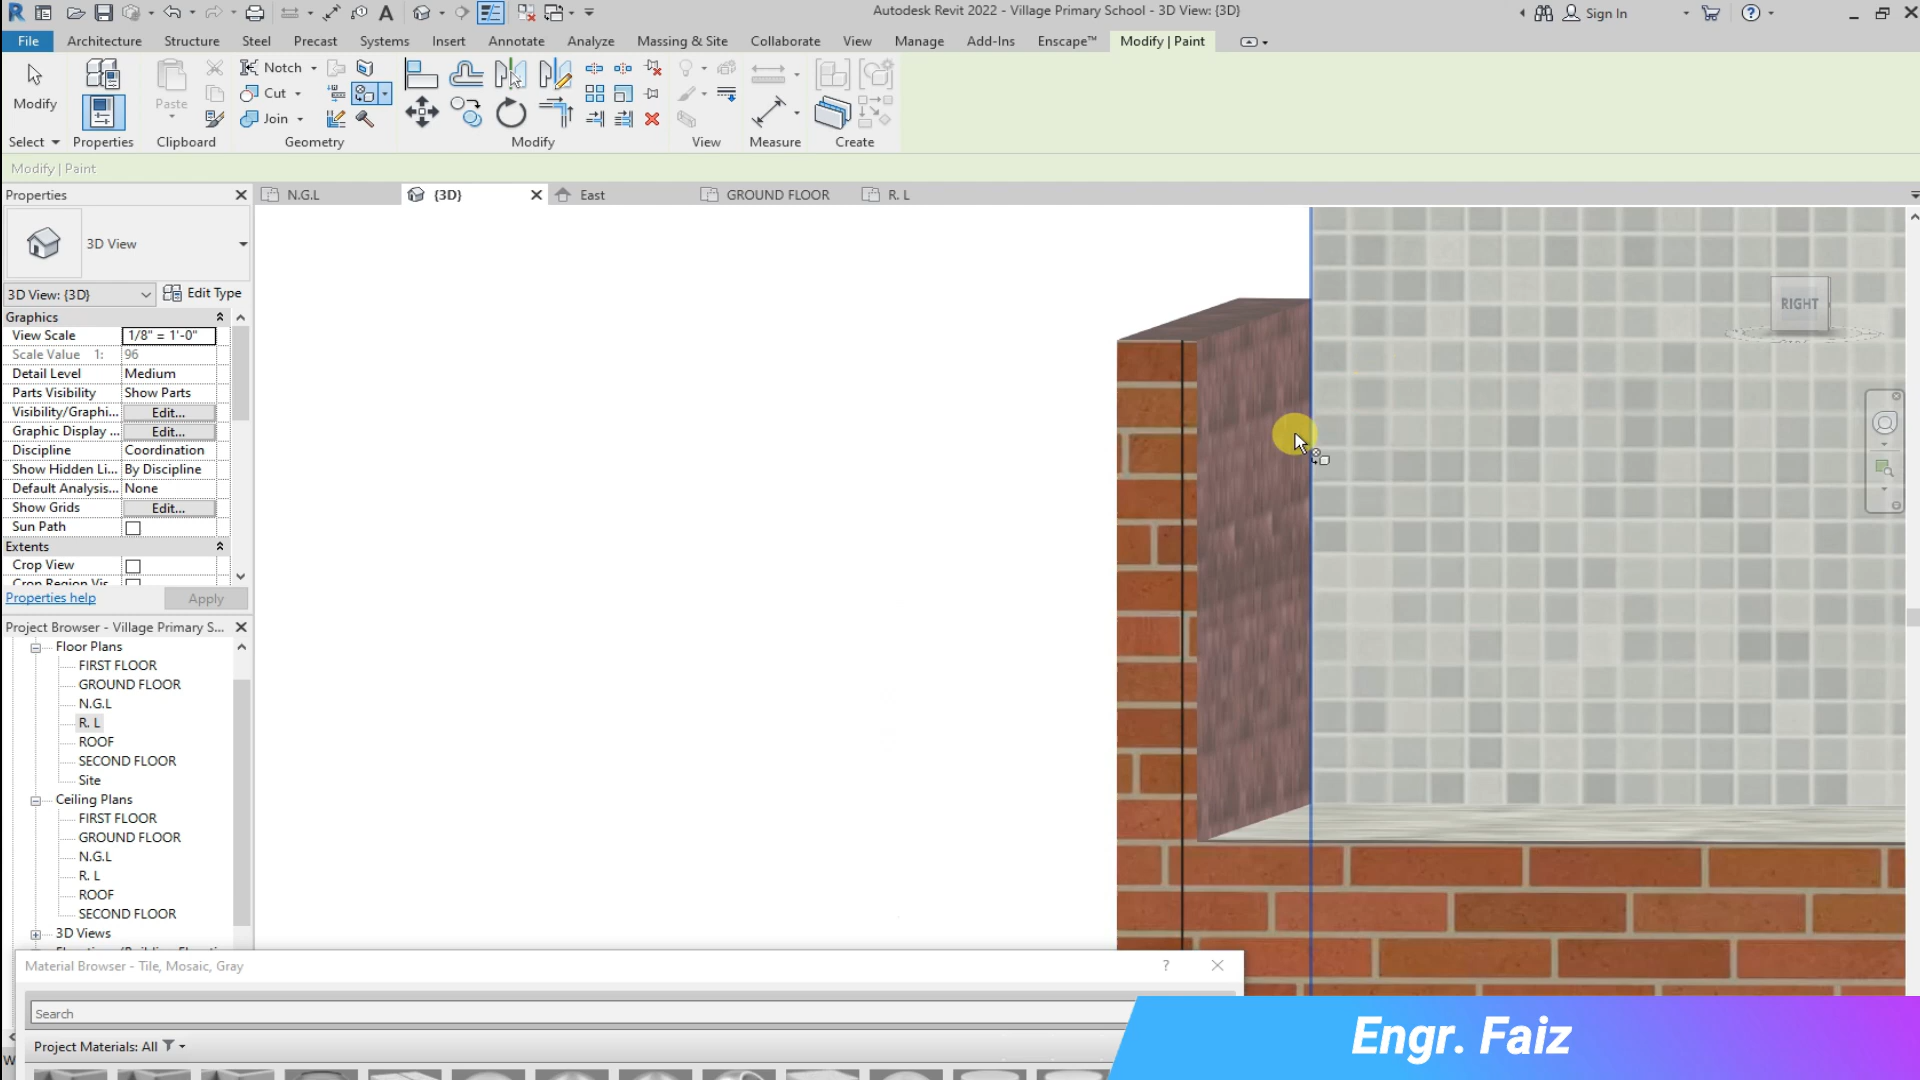 Autodesk Revit 2022 - Village Primary School - 3D View: {3D}
Sign In
File Architecture Structure Steel Precast Systems Insert Annotate Analyze Massing & Site Collaborate View Manage Add-Ins Enscape™ Modify | Paint
Modify
Paste
Notch
Cut
Join
Select Properties Clipboard Geometry Modify View Measure Create
Modify | Paint
Properties
N.G.L
{3D}
East
GROUND FLOOR
R. L
3D View
3D View: {3D}
Edit Type
Graphics
View Scale 1/8" = 1'-0"
Scale Value 1: 96
Detail Level Medium
Parts Visibility Show Parts
Visibility/Graphi... Edit...
Graphic Display ... Edit...
Discipline Coordination
Show Hidden Li... By Discipline
Default Analysis... None
Show Grids Edit...
Sun Path
Extents
Crop View
Crop Region Vis
Properties help
Apply
Project Browser - Village Primary S...
Floor Plans
FIRST FLOOR
GROUND FLOOR
N.G.L
R. L
ROOF
SECOND FLOOR
Site
Ceiling Plans
FIRST FLOOR
GROUND FLOOR
N.G.L
R. L
ROOF
SECOND FLOOR
3D Views
RIGHT
Material Browser - Tile, Mosaic, Gray
?
Search
Project Materials: All
Engr. Faiz